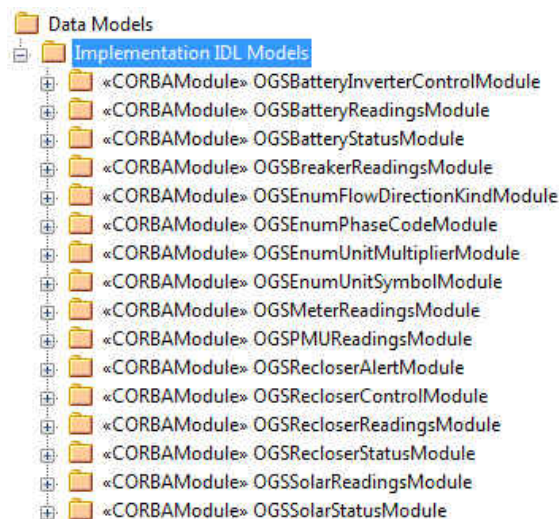 Data Models
Implementation IDL Models
«CORBAModule» OGSBatteryInverterControlModule
«CORBAModule» OGSBatteryReadingsModule
«CORBAModule» OGSBatteryStatusModule
«CORBAModule» OGSBreakerReadingsModule
«CORBAModule» OGSEnumFlowDirectionKindModule
«CORBAModule» OGSEnumPhaseCodeModule
«CORBAModule» OGSEnumUnitMultiplierModule
«CORBAModule» OGSEnumUnitSymbolModule
«CORBAModule» OGSMeterReadingsModule
«CORBAModule» OGSPMUReadingsModule
«CORBAModule» OGSRecloserAlertModule
«CORBAModule» OGSRecloserControlModule
«CORBAModule» OGSRecloserReadingsModule
«CORBAModule» OGSRecloserStatusModule
«CORBAModule» OGSSolarReadingsModule
«CORBAModule» OGSSolarStatusModule